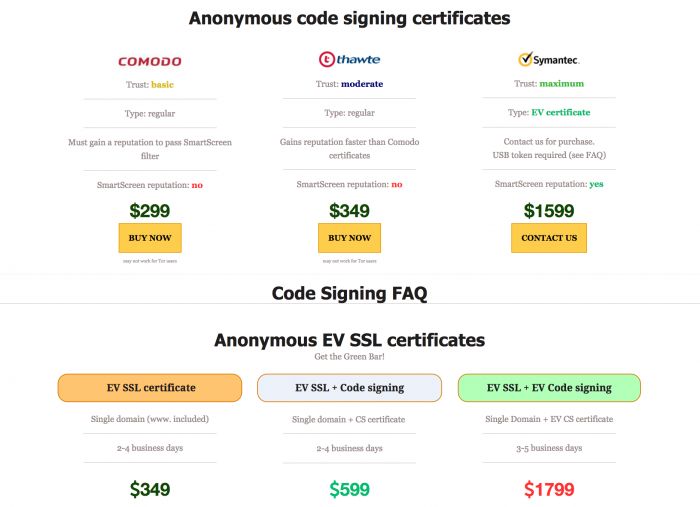 Anonymous code signing certificates
COMODO
Trust: basic
Type: regular
Must gain a reputation to pass SmartScreen
filter
SmartScreen reputation: no
$299
BUY NOW
may not work for Tor users
thawte
Trust: moderate
Type: regular
Gains reputation faster than Comodo
certificates
SmartScreen reputation: no
$349
BUY NOW
may not work for Tor users
Symantec.
Trust: maximum
Type: EV certificate
Contact us for purchase.
USB token required (see FAQ)
SmartScreen reputation: yes
$1599
CONTACT US
Code Signing FAQ
Anonymous EV SSL certificates
Get the Green Bar!
EV SSL certificate
Single domain (www. included)
2-4 business days
$349
EV SSL + Code signing
Single domain + CS certificate
2-4 business days
$599
EV SSL + EV Code signing
Single Domain + EV CS certificate
3-5 business days
$1799